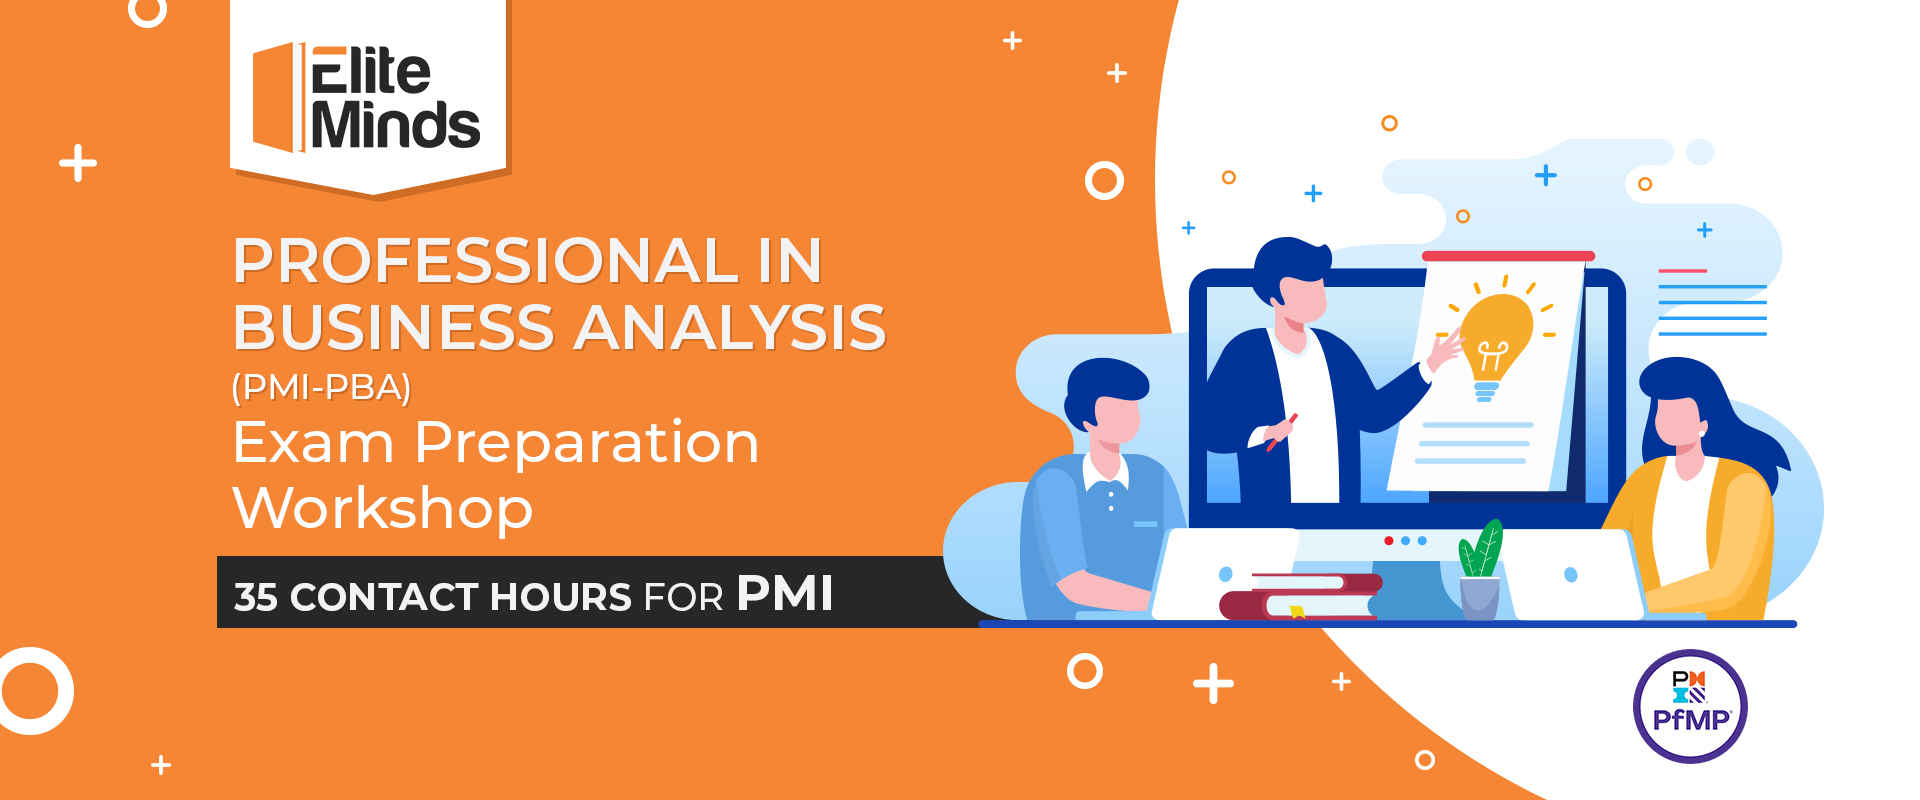 Elite
Minds
PROFESSIONAL IN
BUSINESS ANALYSIS
(PMI-PBA)
Exam Preparation
Workshop
35 CONTACT HOURS FOR PMI
PfMP®